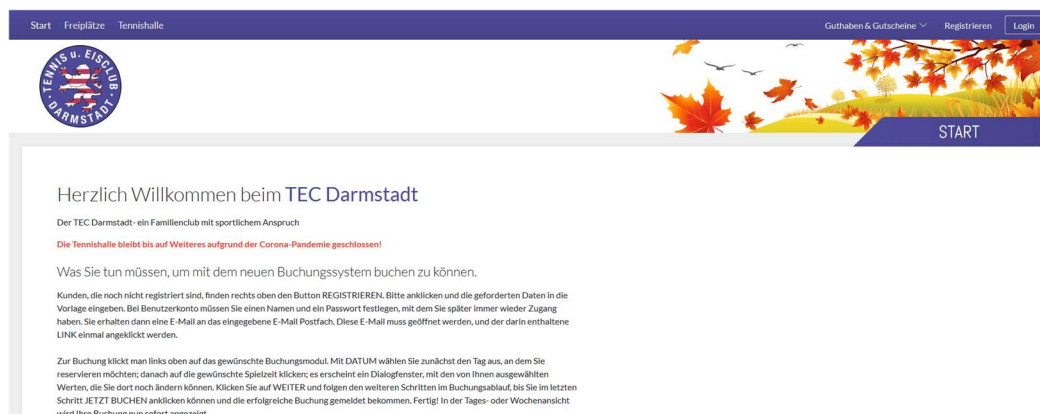 Start Freiplätze Tennishalle Guthaben & Gutscheine Registrieren Login
TENNIS u. EISCLUB
· DARMSTADT ·
START
Herzlich Willkommen beim TEC Darmstadt
Der TEC Darmstadt- ein Familienclub mit sportlichem Anspruch
Die Tennishalle bleibt bis auf Weiteres aufgrund der Corona-Pandemie geschlossen!
Was Sie tun müssen, um mit dem neuen Buchungssystem buchen zu können.
Kunden, die noch nicht registriert sind, finden rechts oben den Button REGISTRIEREN. Bitte anklicken und die geforderten Daten in die
Vorlage eingeben. Bei Benutzerkonto müssen Sie einen Namen und ein Passwort festlegen, mit dem Sie später immer wieder Zugang
haben. Sie erhalten dann eine E-Mail an das eingegebene E-Mail Postfach. Diese E-Mail muss geöffnet werden, und der darin enthaltene
LINK einmal angeklickt werden.
Zur Buchung klickt man links oben auf das gewünschte Buchungsmodul. Mit DATUM wählen Sie zunächst den Tag aus, an dem Sie
reservieren möchten; danach auf die gewünschte Spielzeit klicken; es erscheint ein Dialogfenster, mit den von Ihnen ausgewählten
Werten, die Sie dort noch ändern können. Klicken Sie auf WEITER und folgen den weiteren Schritten im Buchungsablauf, bis Sie im letzten
Schritt JETZT BUCHEN anklicken können und die erfolgreiche Buchung gemeldet bekommen. Fertig! In der Tages- oder Wochenansicht
wird Ihre Buchung nun sofort angezeigt.